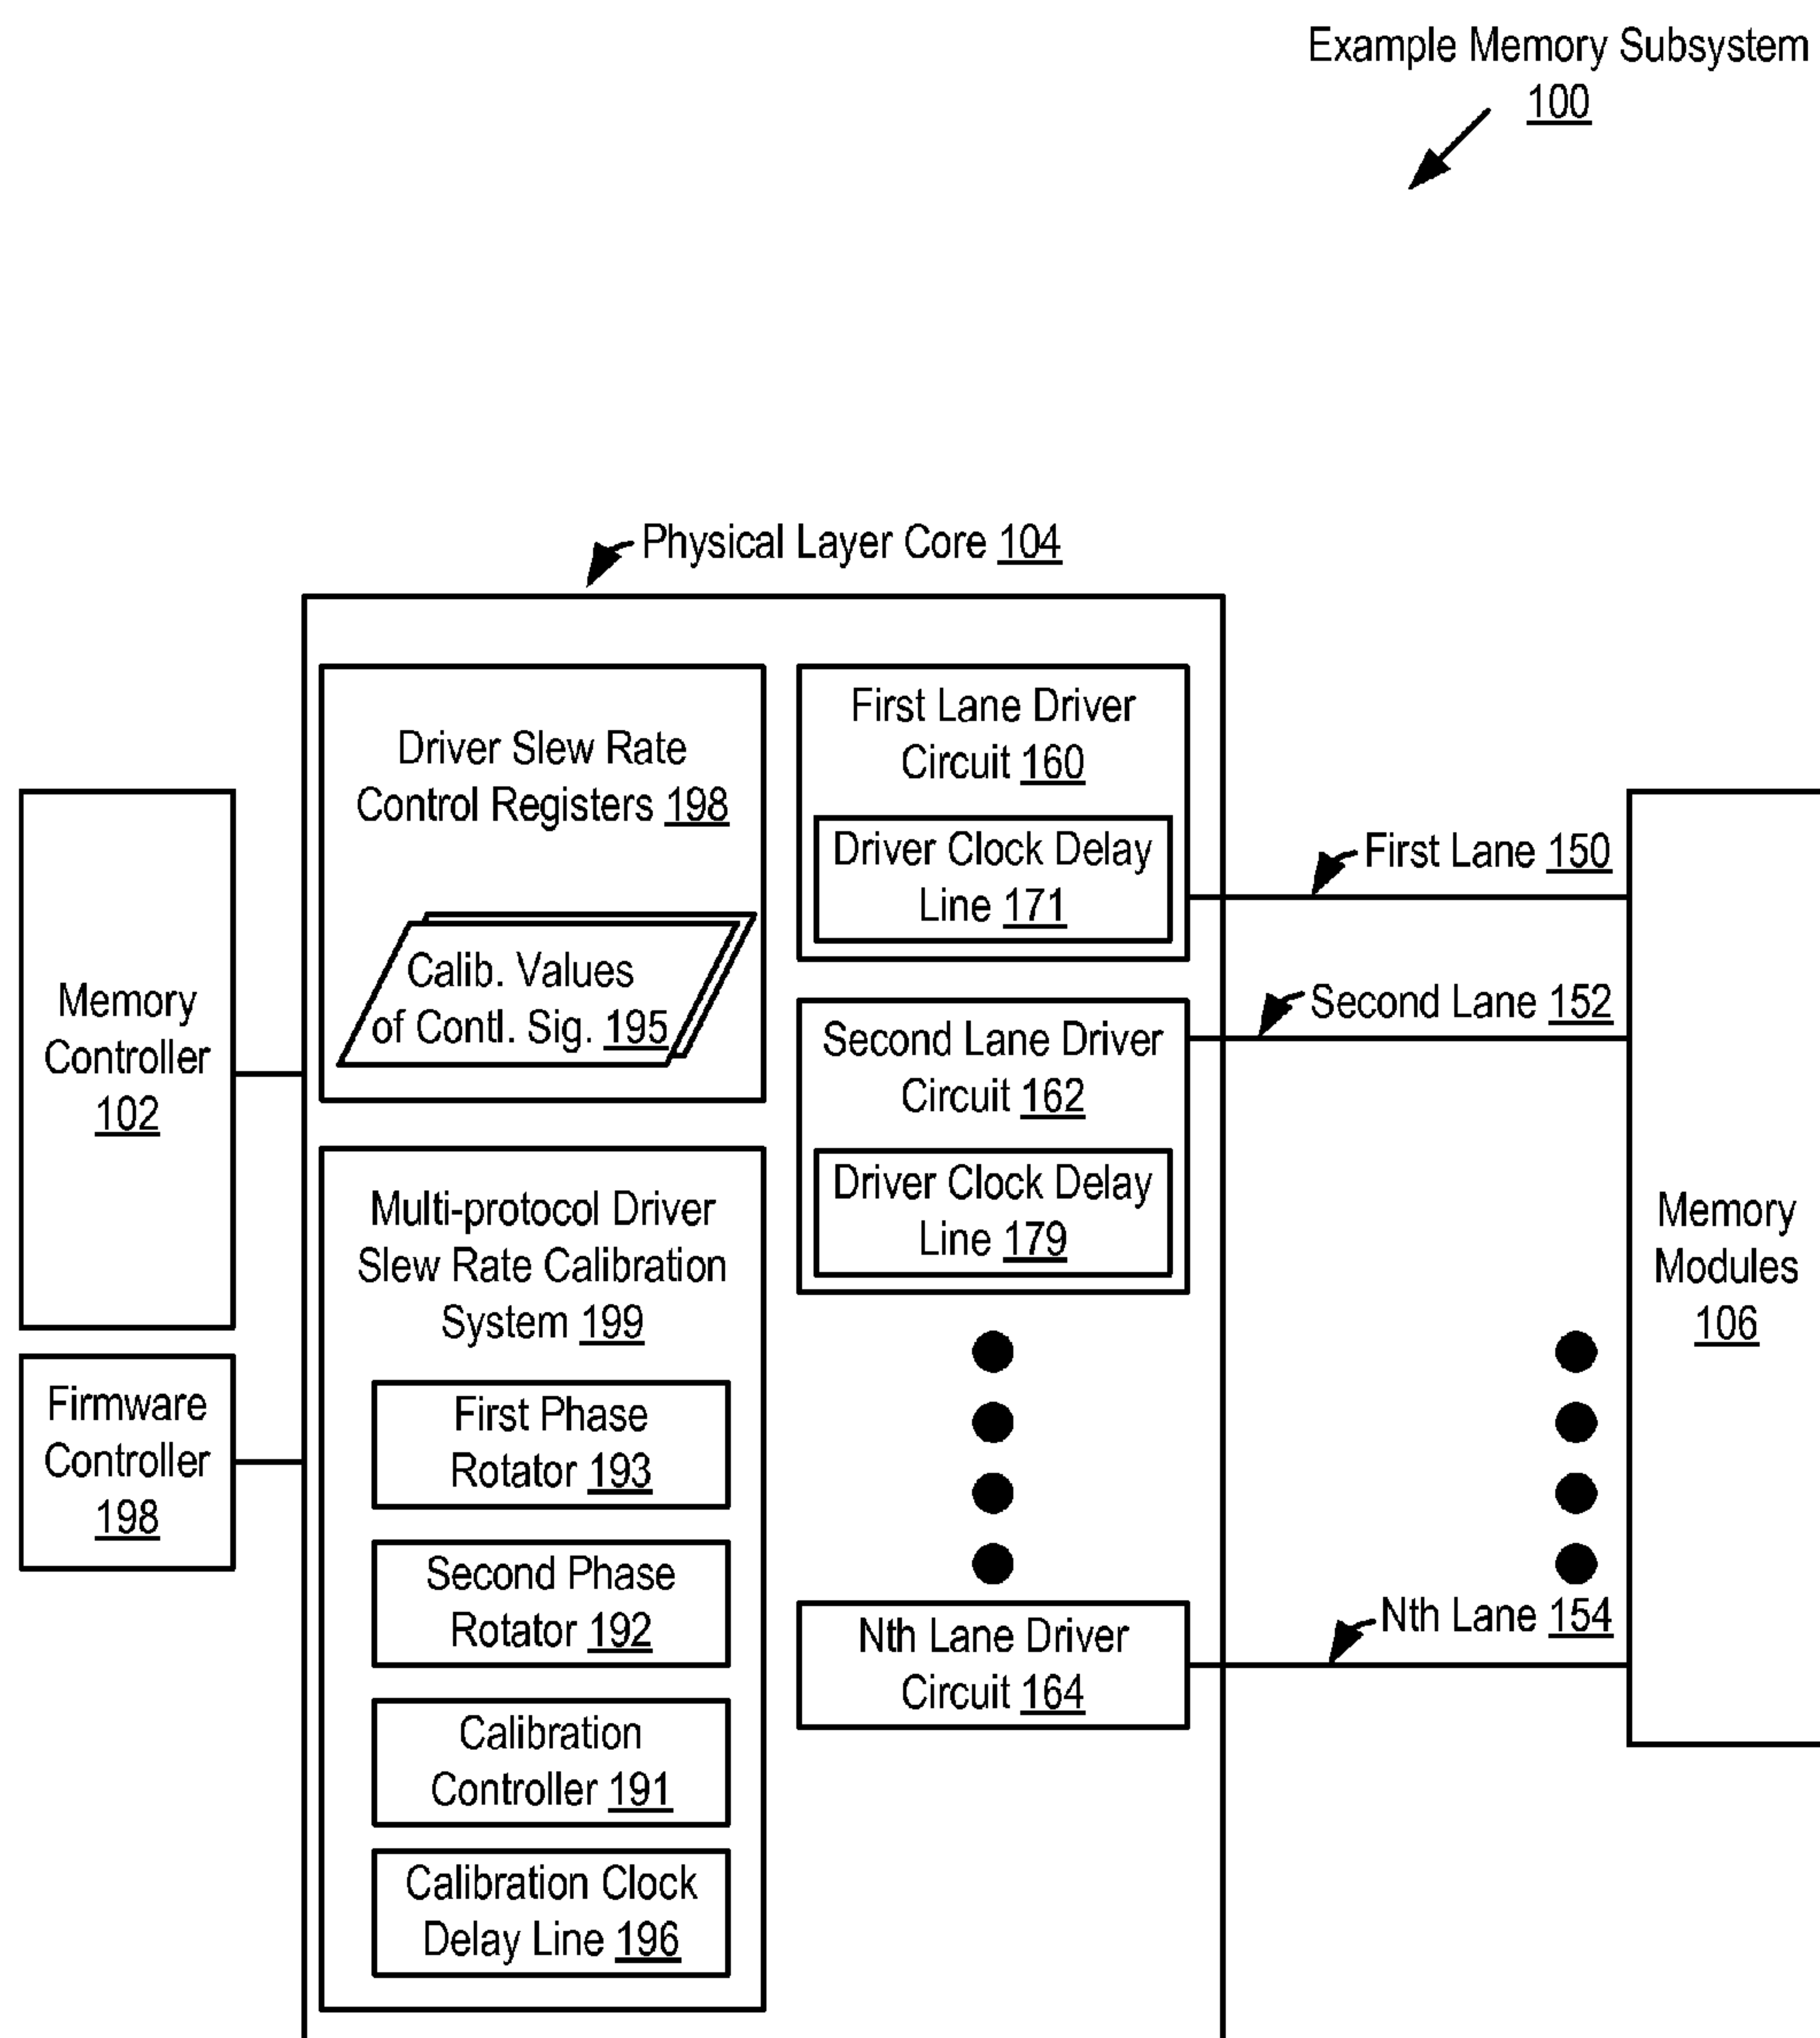 Example Memory Subsystem
100
Physical Layer Core 104
Driver Slew Rate
Control Registers 198
Calib. Values
of Contl. Sig. 195
First Lane Driver
Circuit 160
Driver Clock Delay
Line 171
First Lane 150
Second Lane 152
Memory
Controller
102
Second Lane Driver
Circuit 162
Driver Clock Delay
Line 179
Multi-protocol Driver
Slew Rate Calibration
System 199
Memory
Modules
106
Firmware
Controller
198
First Phase
Rotator 193
Second Phase
Rotator 192
Calibration
Controller 191
Calibration Clock
Delay Line 196
Nth Lane Driver
Circuit 164
Nth Lane 154